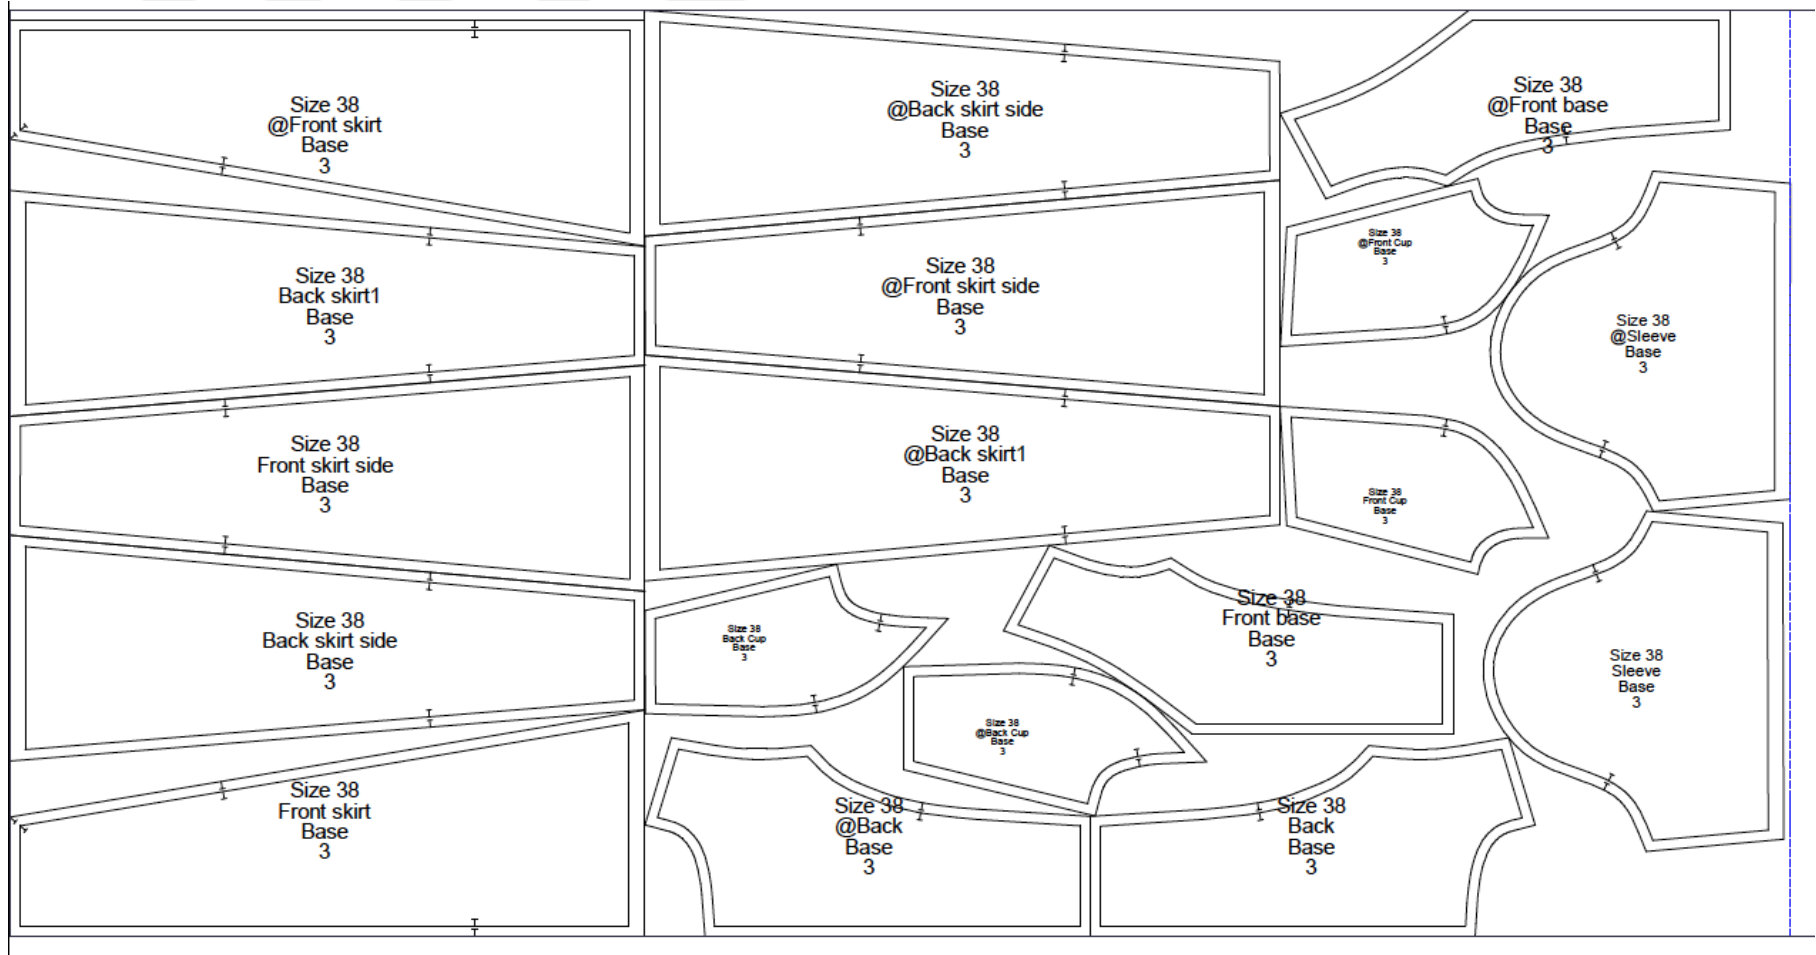 Size 38
@Front skirt
Base
3
Size 38
@Back skirt side
Base
3
Size 38
@Front base
Base
3
Size 38
@Front Cup
Base
3
Size 38
Back skirt1
Base
3
Size 38
@Front skirt side
Base
3
Size 38
@Sleeve
Base
3
Size 38
Front skirt side
Base
3
Size 38
@Back skirt1
Base
3
Size 38
Front Cup
Base
3
Size 38
Back skirt side
Base
3
Size 38
Back Cup
Base
3
Size 38
Front base
Base
3
Size 38
Sleeve
Base
3
Size 38
@Back Cup
Base
3
Size 38
Front skirt
Base
3
Size 38
@Back
Base
3
Size 38
Back
Base
3